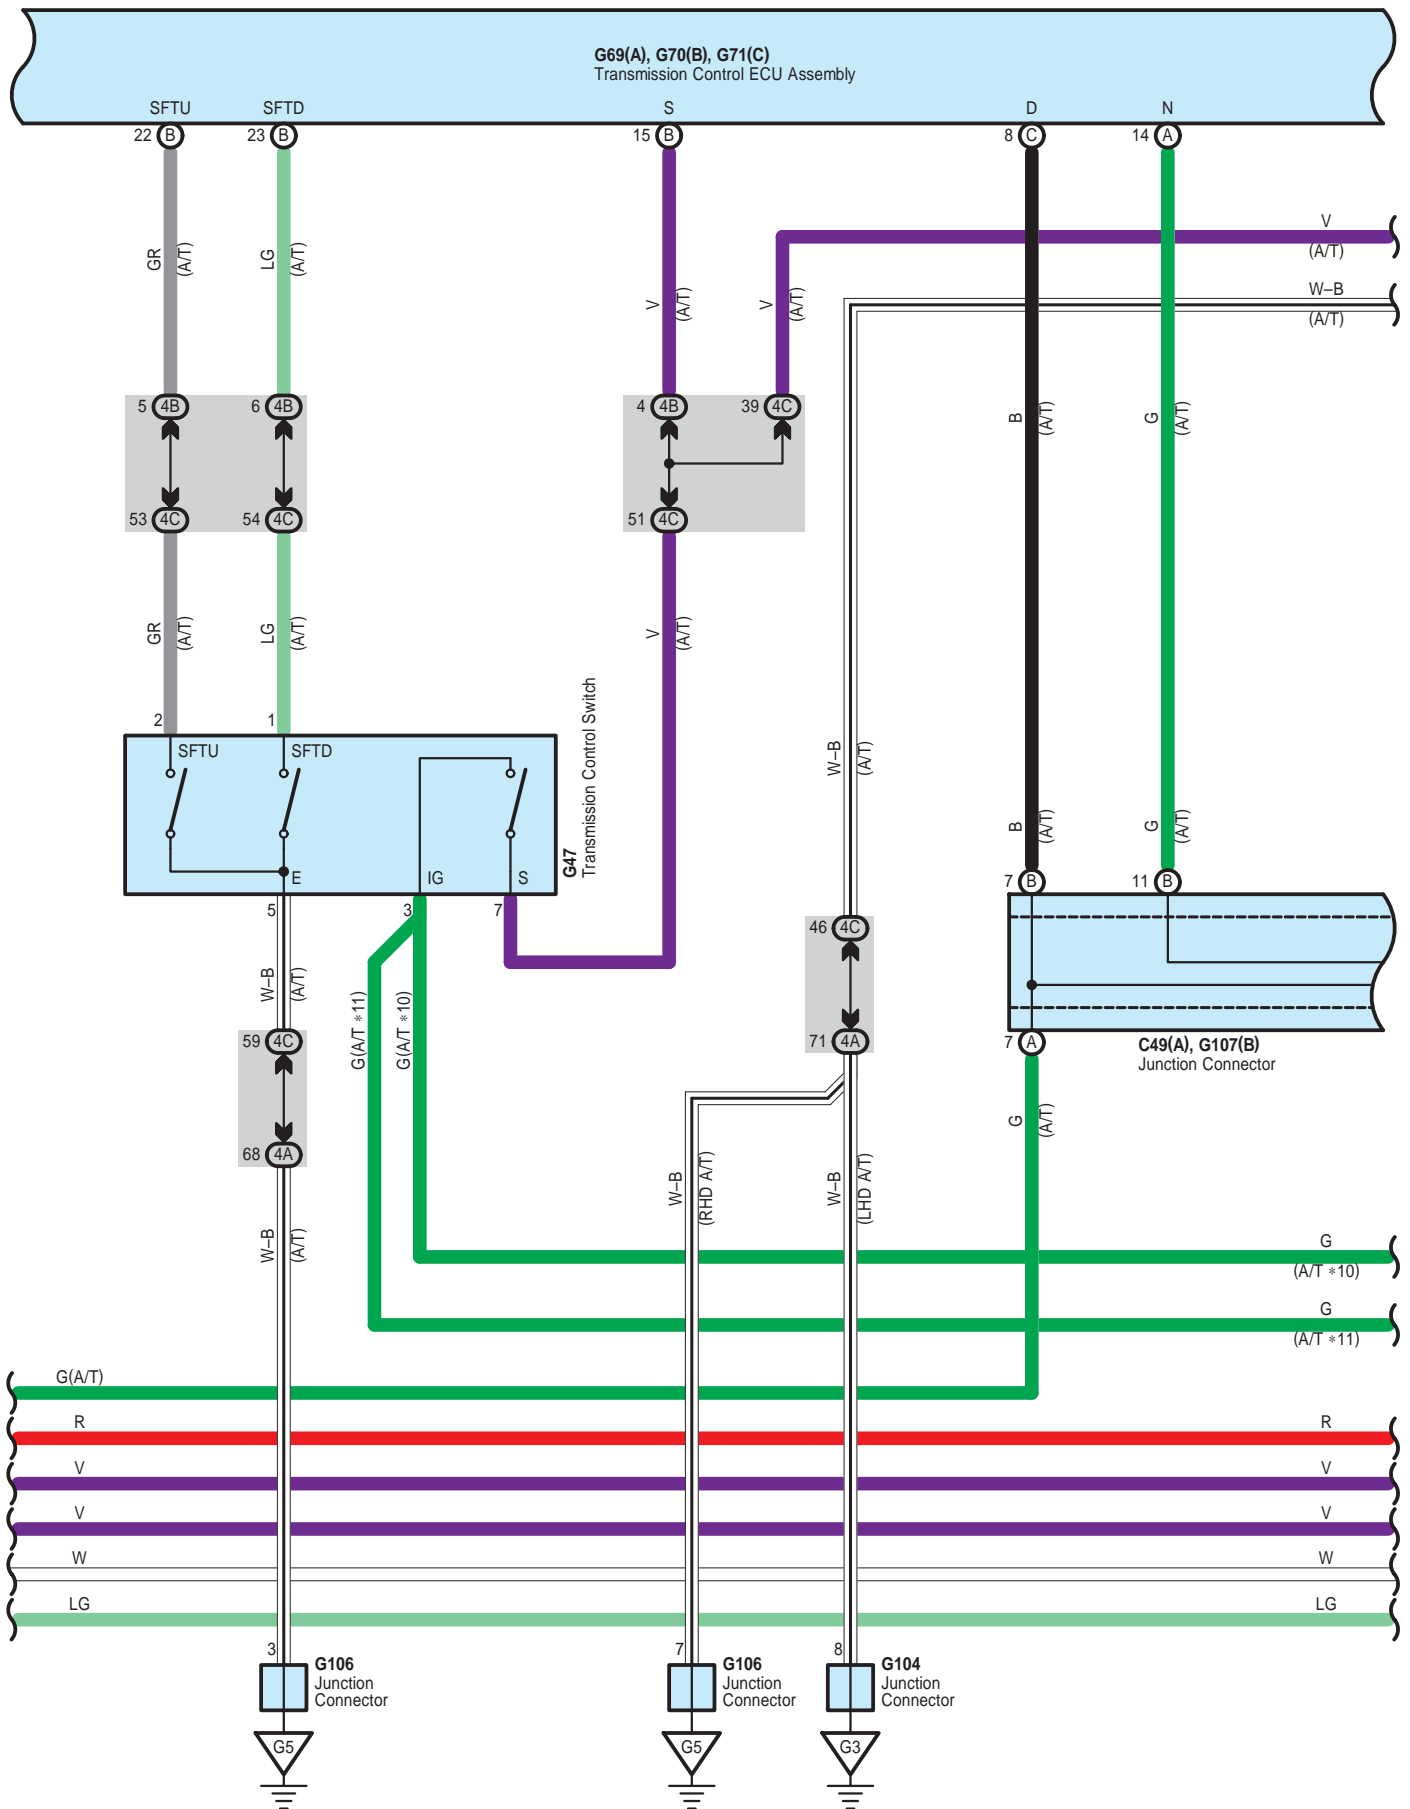 G69(A), G70(B), G71(C)
Transmission Control ECU Assembly
SFTU SFTD S D N
22 B 23 B 15 B 8 C 14 A
V
(A/T)
GR (A/T) LG (A/T) V (A/T) V (A/T)
W–B
(A/T)
5 4B 6 4B 4 4B 39 4C
B (A/T) G (A/T)
53 4C 54 4C 51 4C
GR (A/T) LG (A/T) V (A/T)
2 1
SFTU SFTD
G47
Transmission Control Switch
W–B (A/T)
B (A/T) G (A/T)
E IG S
7 B 11 B
5 3 7
46 4C
W–B (A/T) G(A/T *11) G(A/T *10)
59 4C 71 4A 7 A
C49(A), G107(B)
Junction Connector
G (A/T)
68 4A
W–B (RHD A/T) W–B (LHD A/T)
W–B (A/T)
G
(A/T *10)
G
(A/T *11)
G(A/T)
R R
V V
V V
W W
LG LG
3 7 8
G106
Junction
Connector
G106
Junction
Connector
G104
Junction
Connector
G5 G5 G3